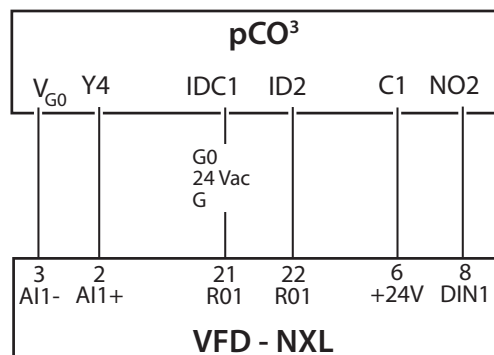 pCO³
VG0 Y4 IDC1 ID2 C1 NO2
G0
24 Vac
G
3 2 21 22 6 8
AI1- AI1+ R01 R01 +24V DIN1
VFD - NXL